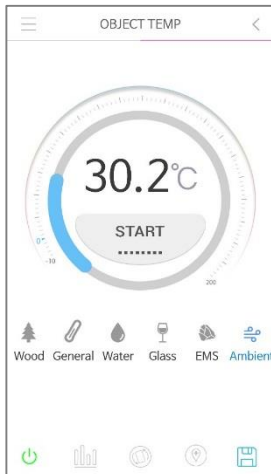 OBJECT TEMP
30.2℃
START
0°
-10
200
Wood General Water Glass EMS Ambient